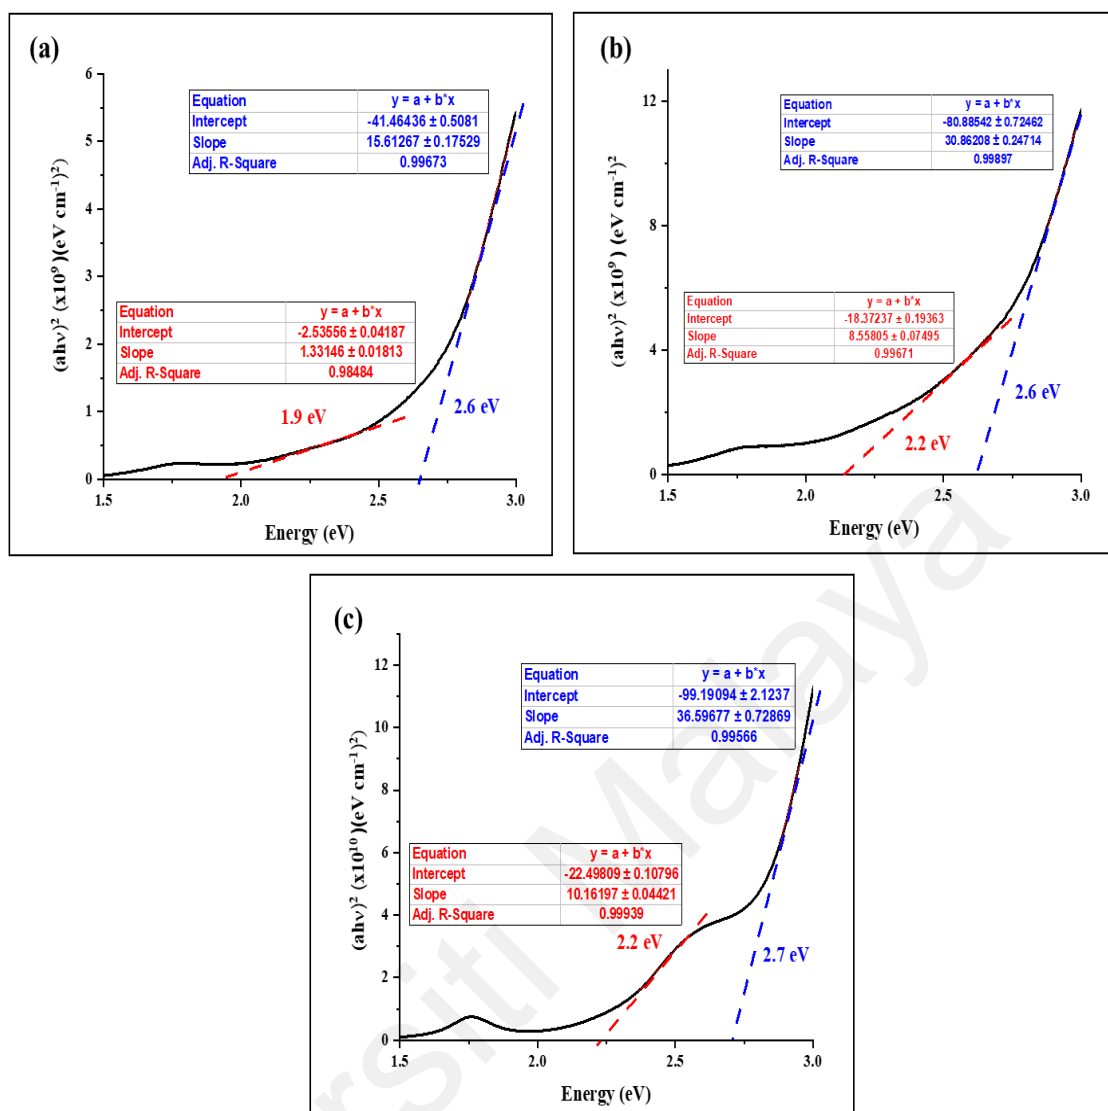 (a)
(ahν)² (x10⁹)(eV cm⁻¹)²)
6
5
4
3
2
1
0
Equation y = a + b*x
Intercept -41.46436 ± 0.5081
Slope 15.61267 ± 0.17529
Adj. R-Square 0.99673
Equation y = a + b*x
Intercept -2.53556 ± 0.04187
Slope 1.33146 ± 0.01813
Adj. R-Square 0.98484
1.9 eV
2.6 eV
1.5 2.0 2.5 3.0
Energy (eV)
(b)
(ahν)² (x10⁹) (eV cm⁻¹)²
12
8
4
0
Equation y = a + b*x
Intercept -80.88542 ± 0.72462
Slope 30.86208 ± 0.24714
Adj. R-Square 0.99897
Equation y = a + b*x
Intercept -18.37237 ± 0.19363
Slope 8.55805 ± 0.07495
Adj. R-Square 0.99671
2.6 eV
2.2 eV
1.5 2.0 2.5 3.0
Energy (eV)
(c)
(ahν)² (x10¹⁰)(eV cm⁻¹)²)
12
10
8
6
4
2
0
Equation y = a + b*x
Intercept -99.19094 ± 2.1237
Slope 36.59677 ± 0.72869
Adj. R-Square 0.99566
Equation y = a + b*x
Intercept -22.49809 ± 0.10796
Slope 10.16197 ± 0.04421
Adj. R-Square 0.99939
2.2 eV
2.7 eV
1.5 2.0 2.5 3.0
Energy (eV)
rsiti Malaya